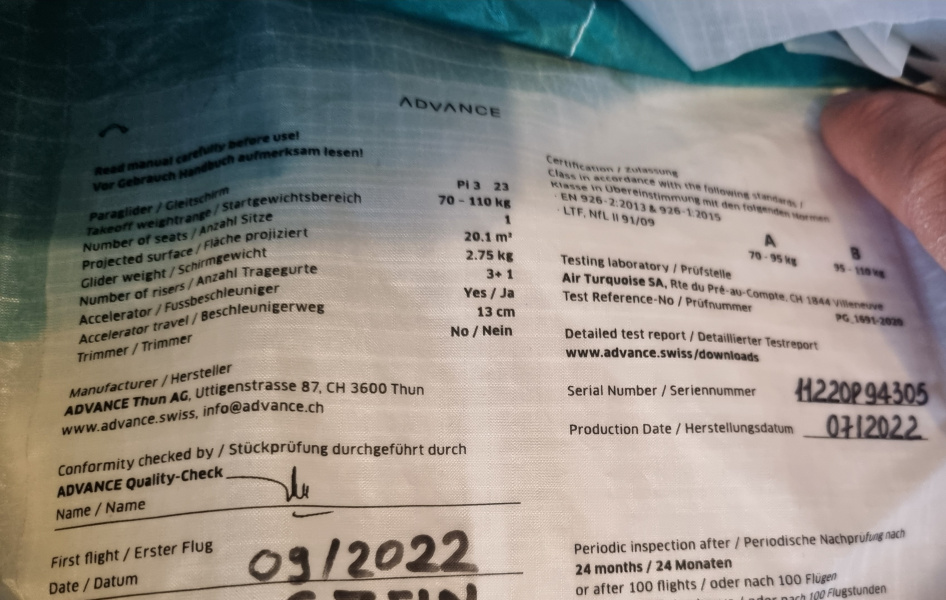 ADVANCE
Read manual carefully before use!
Vor Gebrauch Handbuch aufmerksam lesen!
Paraglider / Gleitschirm PI 3 23
Takeoff weightrange / Startgewichtsbereich 70 - 110 kg
Number of seats / Anzahl Sitze 1
Projected surface / Fläche projiziert 20.1 m²
Glider weight / Schirmgewicht 2.75 kg
Number of risers / Anzahl Tragegurte 3+ 1
Accelerator / Fussbeschleuniger Yes / Ja
Accelerator travel / Beschleunigerweg 13 cm
Trimmer / Trimmer No / Nein
Manufacturer / Hersteller
ADVANCE Thun AG, Uttigenstrasse 87, CH 3600 Thun
www.advance.swiss, info@advance.ch
Conformity checked by / Stückprüfung durchgeführt durch
ADVANCE Quality-Check
Name / Name
First flight / Erster Flug
Date / Datum 09/2022
Certification / Zulassung
Class in accordance with the following standards /
Klasse in Übereinstimmung mit den folgenden Normen
· EN 926-2:2013 & 926-1:2015
· LTF, NfL II 91/09
A B
70 - 95 kg 95 - 110 kg
Testing laboratory / Prüfstelle
Air Turquoise SA, Rte du Pré-au-Compte, CH 1844 Villeneuve
Test Reference-No / Prüfnummer PG_1691-2020
Detailed test report / Detaillierter Testreport
www.advance.swiss/downloads
Serial Number / Seriennummer H220P94305
Production Date / Herstellungsdatum 07/2022
Periodic inspection after / Periodische Nachprüfung nach
24 months / 24 Monaten
or after 100 flights / oder nach 100 Flügen
/ oder nach 100 Flugstunden